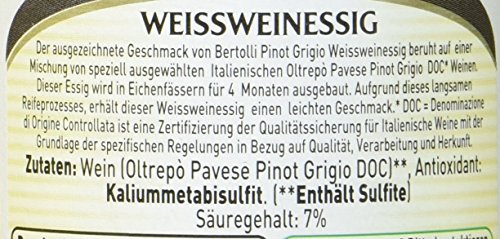 WEISSWEINESSIG
Der ausgezeichnete Geschmack von Bertolli Pinot Grigio Weissweinessig beruht auf einer
Mischung von speziell ausgewählten Italienischen Oltrepò Pavese Pinot Grigio DOC* Weinen.
Dieser Essig wird in Eichenfässern für 4 Monaten ausgebaut. Aufgrund dieses langsamen
Reifeprozesses, erhält dieser Weissweinessig einen leichten Geschmack.* DOC = Denominazione
di Origine Controllata ist eine Zertifizierung der Qualitätssicherung für Italienische Weine mit der
Grundlage der spezifischen Regelungen in Bezug auf Qualität, Verarbeitung und Herkunft.
Zutaten: Wein (Oltrepò Pavese Pinot Grigio DOC)**, Antioxidant:
Kaliummetabisulfit. (**Enthält Sulfite)
Säuregehalt: 7%